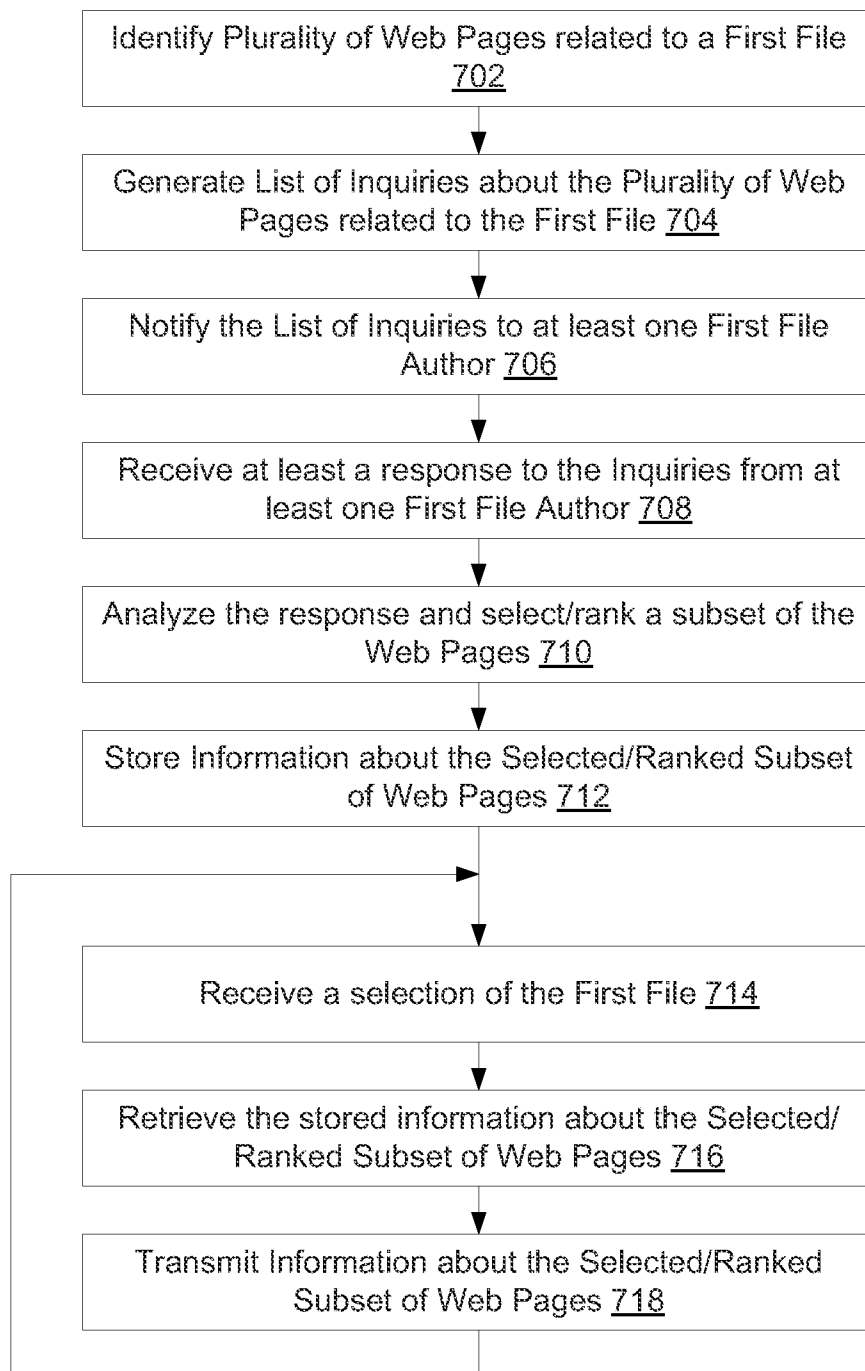 Identify Plurality of Web Pages related to a First File
702
Generate List of Inquiries about the Plurality of Web
Pages related to the First File 704
Notify the List of Inquiries to at least one First File
Author 706
Receive at least a response to the Inquiries from at
least one First File Author 708
Analyze the response and select/rank a subset of the
Web Pages 710
Store Information about the Selected/Ranked Subset
of Web Pages 712
Receive a selection of the First File 714
Retrieve the stored information about the Selected/
Ranked Subset of Web Pages 716
Transmit Information about the Selected/Ranked
Subset of Web Pages 718